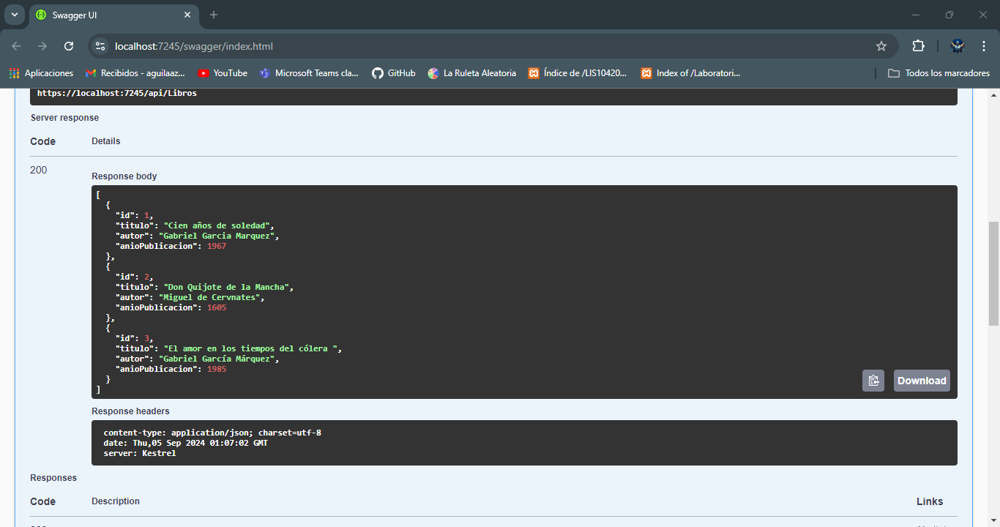 Swagger UI
localhost:7245/swagger/index.html
Aplicaciones
Recibidos - aguilaaz...
YouTube
Microsoft Teams cla...
GitHub
La Ruleta Aleatoria
Índice de /LIS10420...
Index of /Laboratori...
Todos los marcadores
https://localhost:7245/api/Libros
Server response
Code Details
200
Response body
[
  {
    "id": 1,
    "titulo": "Cien años de soledad",
    "autor": "Gabriel Garcia Marquez",
    "anioPublicacion": 1967
  },
  {
    "id": 2,
    "titulo": "Don Quijote de la Mancha",
    "autor": "Miguel de Cervnates",
    "anioPublicacion": 1605
  },
  {
    "id": 3,
    "titulo": "El amor en los tiempos del cólera ",
    "autor": "Gabriel García Márquez",
    "anioPublicacion": 1985
  }
]
Download
Response headers
content-type: application/json; charset=utf-8
date: Thu,05 Sep 2024 01:07:02 GMT
server: Kestrel
Responses
Code Description Links